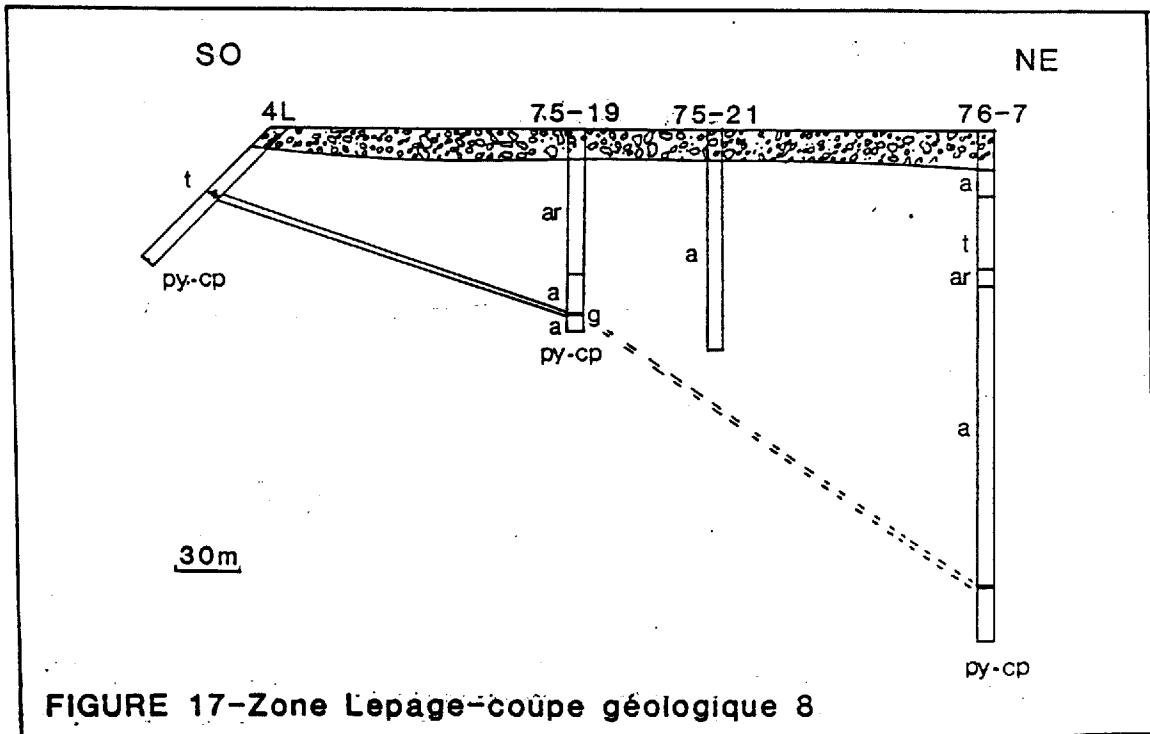 SO
NE
4L
75-19
75-21
76-7
t
ar
a
a
g
a
a
t
ar
a
py-cp
py-cp
py-cp
30m
FIGURE 17-Zone Lepage-coupe géologique 8